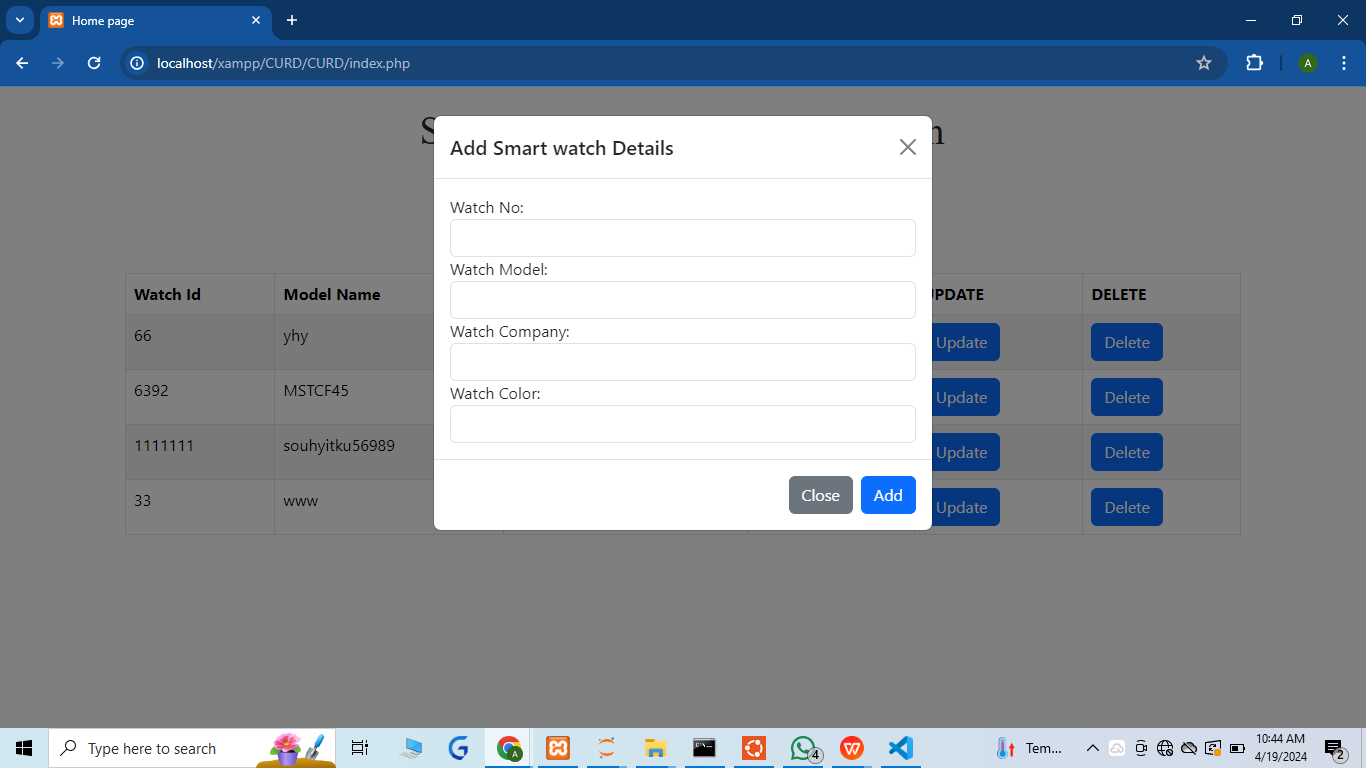 Home page
localhost/xampp/CURD/CURD/index.php
A
Add Smart watch Details
Watch No:
Watch Model:
Watch Company:
Watch Color:
Close Add
Watch Id Model Name DELETE
66 yhy Update Delete
6392 MSTCF45 Update Delete
1111111 souhyitku56989 Update Delete
33 www Update Delete
Type here to search
A
4
Tem...
10:44 AM
4/19/2024
2